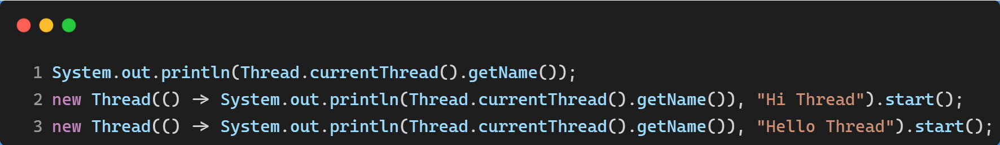 1 System.out.println(Thread.currentThread().getName());
2 new Thread(() -> System.out.println(Thread.currentThread().getName()), "Hi Thread").start();
3 new Thread(() -> System.out.println(Thread.currentThread().getName()), "Hello Thread").start();